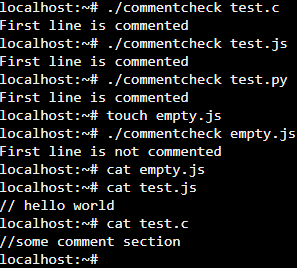 localhost:~# ./commentcheck test.c
First line is commented
localhost:~# ./commentcheck test.js
First line is commented
localhost:~# ./commentcheck test.py
First line is commented
localhost:~# touch empty.js
localhost:~# ./commentcheck empty.js
First line is not commented
localhost:~# cat empty.js
localhost:~# cat test.js
// hello world
localhost:~# cat test.c
//some comment section
localhost:~#